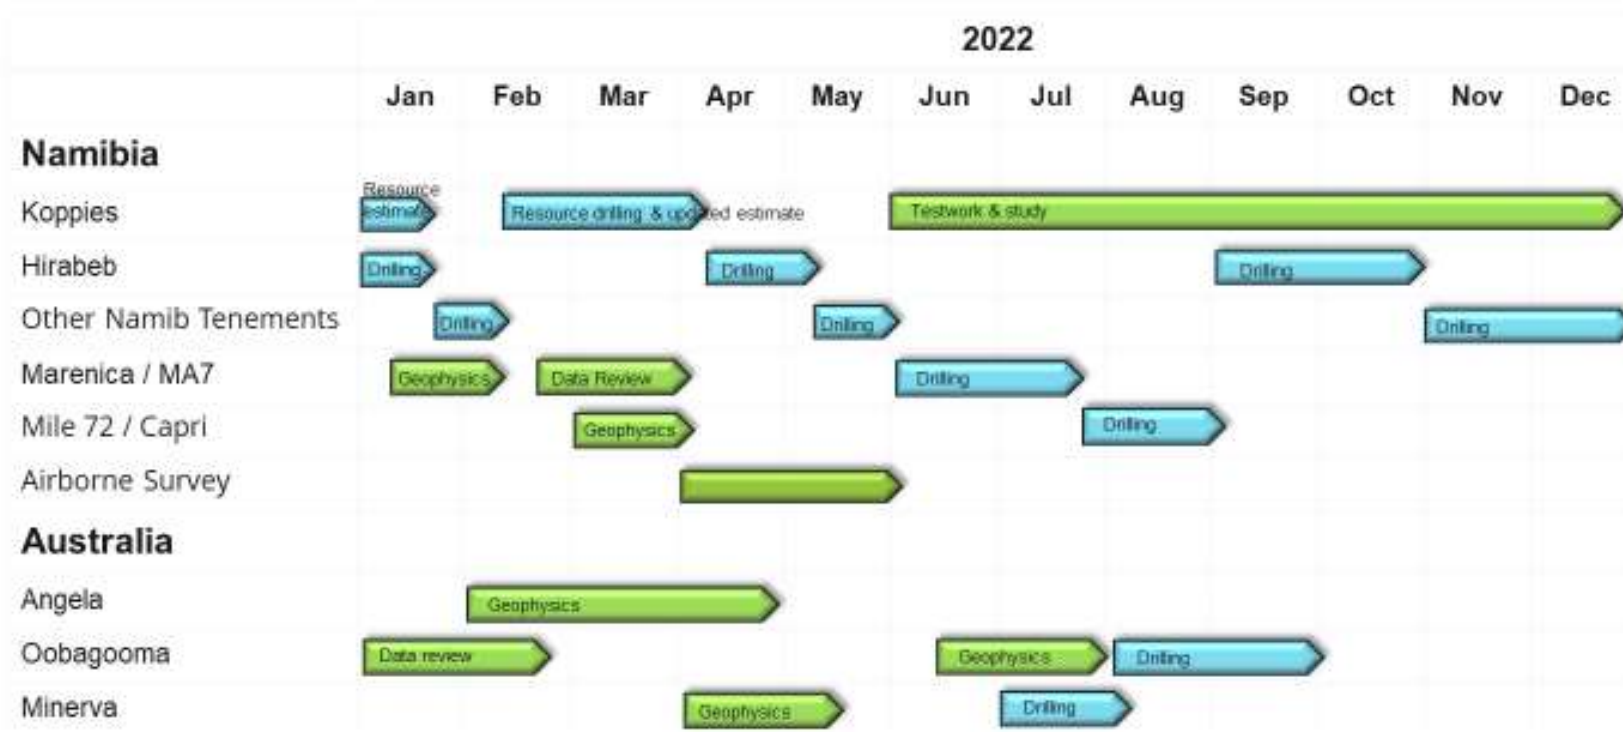 2022
Jan Feb Mar Apr May Jun Jul Aug Sep Oct Nov Dec
Namibia
Resource
Koppies estimate Resource drilling & updated estimate Testwork & study
Hirabeb Drilling Drilling Drilling
Other Namib Tenements Drilling Drilling Drilling
Marenica / MA7 Geophysics Data Review Drilling
Mile 72 / Capri Geophysics Drilling
Airborne Survey
Australia
Angela Geophysics
Oobagooma Data review Geophysics Drilling
Minerva Geophysics Drilling